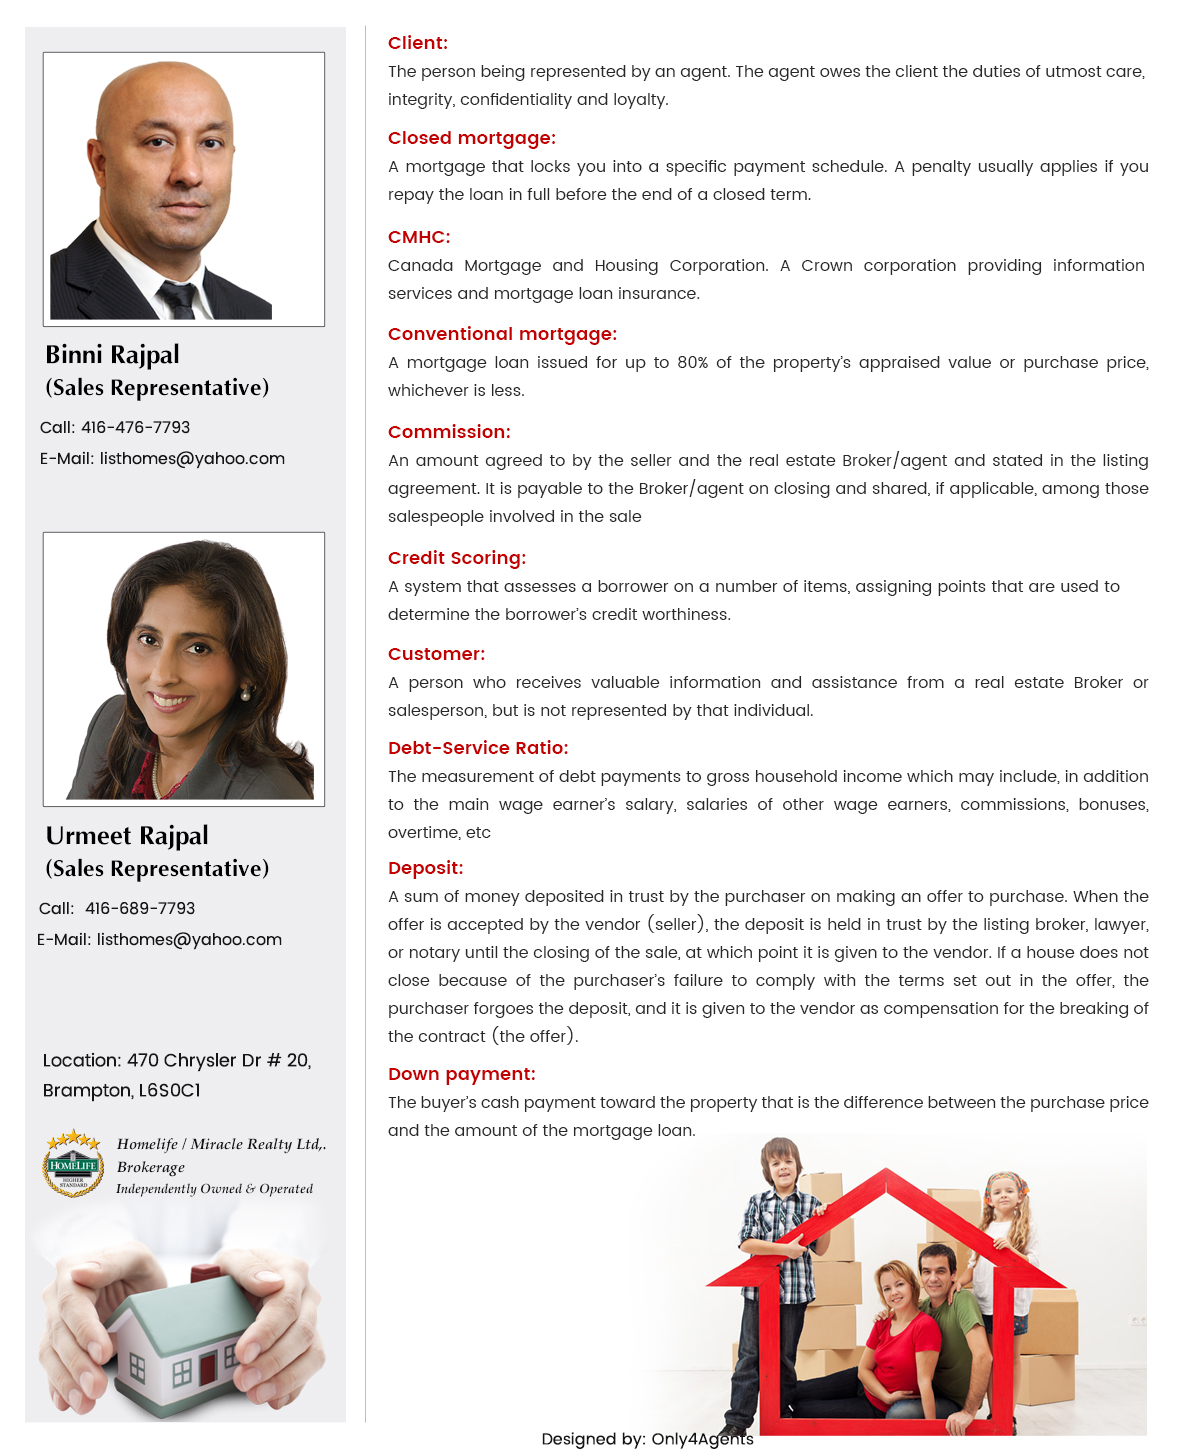 Binni Rajpal
(Sales Representative)
Call: 416-476-7793
E-Mail: listhomes@yahoo.com
Urmeet Rajpal
(Sales Representative)
Call: 416-689-7793
E-Mail: listhomes@yahoo.com
Location: 470 Chrysler Dr # 20,
Brampton, L6S0C1
HOMELIFE
HIGHER
STANDARD
Homelife / Miracle Realty Ltd,.
Brokerage
Independently Owned & Operated
Client:
The person being represented by an agent. The agent owes the client the duties of utmost care,
integrity, confidentiality and loyalty.
Closed mortgage:
A mortgage that locks you into a specific payment schedule. A penalty usually applies if you
repay the loan in full before the end of a closed term.
CMHC:
Canada Mortgage and Housing Corporation. A Crown corporation providing information
services and mortgage loan insurance.
Conventional mortgage:
A mortgage loan issued for up to 80% of the property’s appraised value or purchase price,
whichever is less.
Commission:
An amount agreed to by the seller and the real estate Broker/agent and stated in the listing
agreement. It is payable to the Broker/agent on closing and shared, if applicable, among those
salespeople involved in the sale
Credit Scoring:
A system that assesses a borrower on a number of items, assigning points that are used to
determine the borrower’s credit worthiness.
Customer:
A person who receives valuable information and assistance from a real estate Broker or
salesperson, but is not represented by that individual.
Debt-Service Ratio:
The measurement of debt payments to gross household income which may include, in addition
to the main wage earner’s salary, salaries of other wage earners, commissions, bonuses,
overtime, etc
Deposit:
A sum of money deposited in trust by the purchaser on making an offer to purchase. When the
offer is accepted by the vendor (seller), the deposit is held in trust by the listing broker, lawyer,
or notary until the closing of the sale, at which point it is given to the vendor. If a house does not
close because of the purchaser’s failure to comply with the terms set out in the offer, the
purchaser forgoes the deposit, and it is given to the vendor as compensation for the breaking of
the contract (the offer).
Down payment:
The buyer’s cash payment toward the property that is the difference between the purchase price
and the amount of the mortgage loan.
Designed by: Only4Agents